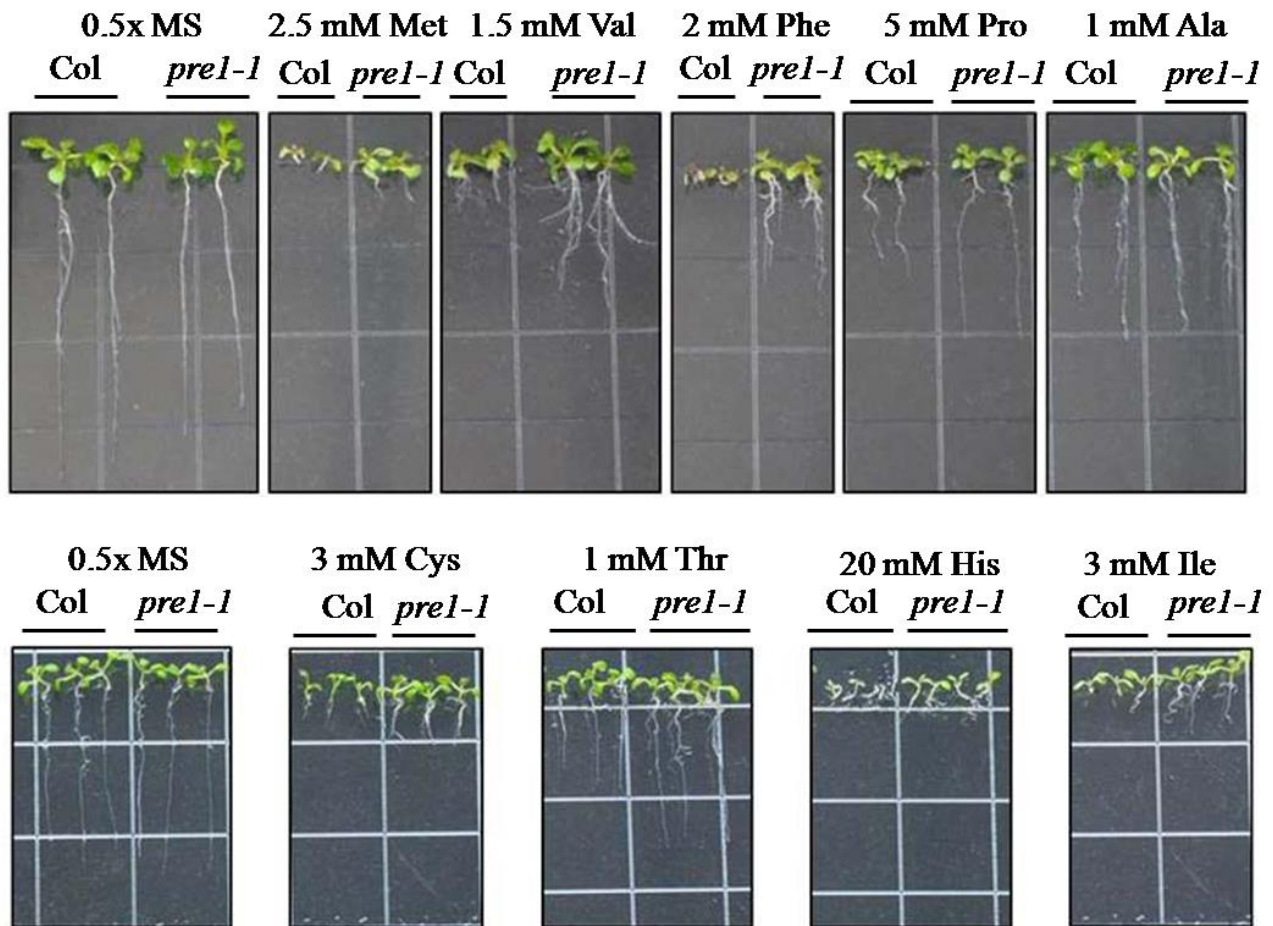 0.5x MS 2.5 mM Met 1.5 mM Val 2 mM Phe 5 mM Pro 1 mM Ala
Col pre1-1 Col pre1-1 Col pre1-1 Col pre1-1 Col pre1-1 Col pre1-1
0.5x MS 3 mM Cys 1 mM Thr 20 mM His 3 mM Ile
Col pre1-1 Col pre1-1 Col pre1-1 Col pre1-1 Col pre1-1